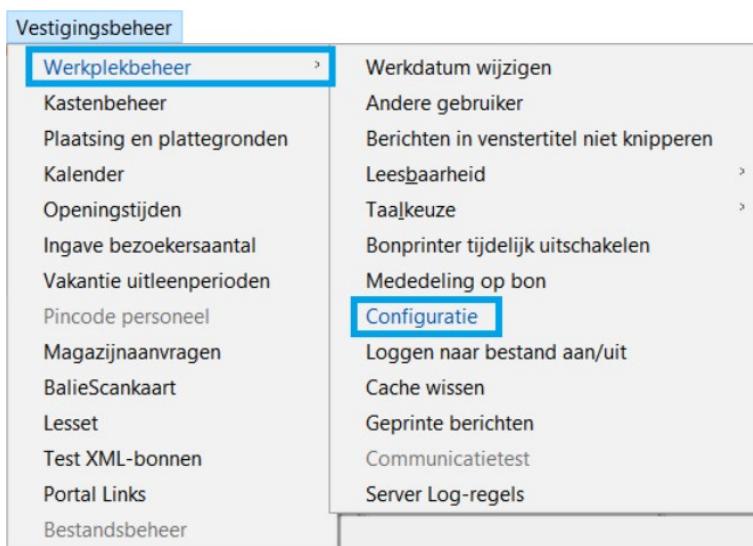 Vestigingsbeheer
Werkplekbeheer
Kastenbeheer
Plaatsing en plattegronden
Kalender
Openingstijden
Ingave bezoekersaantal
Vakantie uitleenperioden
Pincode personeel
Magazijnaanvragen
BalieScankaart
Lesset
Test XML-bonnen
Portal Links
Bestandsbeheer
Werkdatum wijzigen
Andere gebruiker
Berichten in venstertitel niet knipperen
Leesbaarheid
Taalkeuze
Bonprinter tijdelijk uitschakelen
Mededeling op bon
Configuratie
Loggen naar bestand aan/uit
Cache wissen
Geprinte berichten
Communicatietest
Server Log-regels